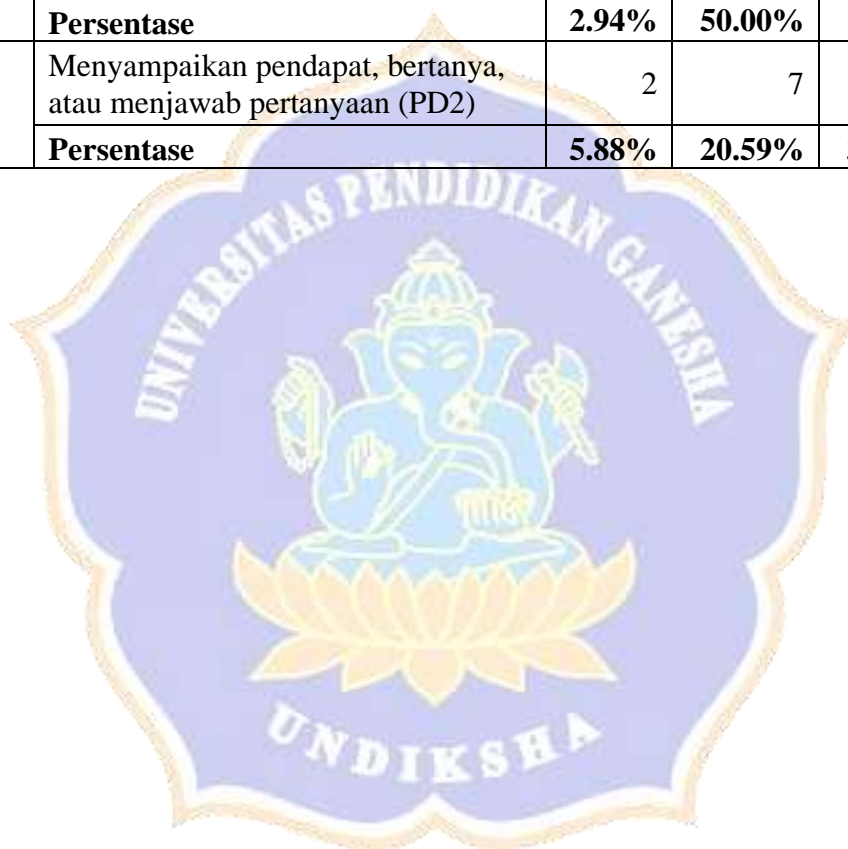 Persentase 2.94% 50.00%
Menyampaikan pendapat, bertanya,
atau menjawab pertanyaan (PD2) 2 7
Persentase 5.88% 20.59%
UNIVERSITAS PENDIDIKAN GANESHA
UNDIKSHA